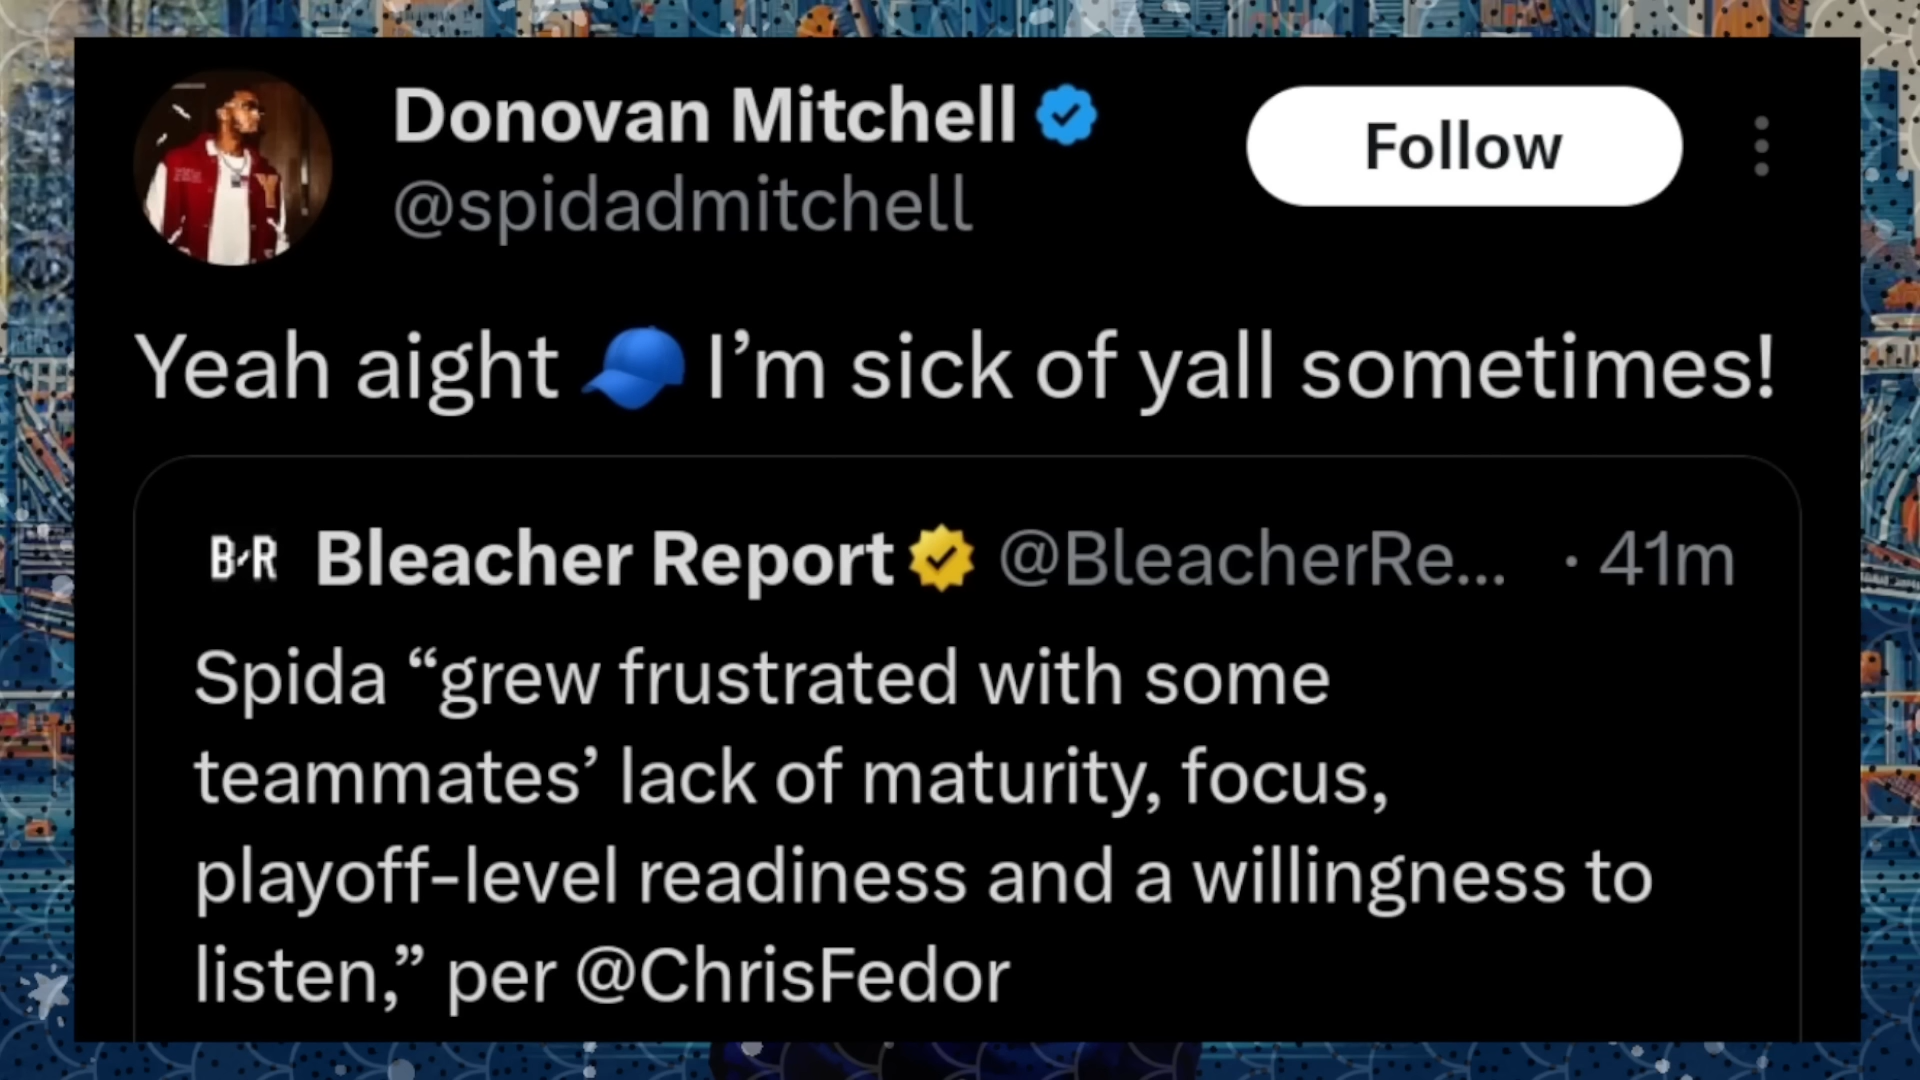 Donovan Mitchell
Follow
@spidadmitchell
Yeah aight 🧢 I’m sick of yall sometimes!
B/R Bleacher Report @BleacherRe... · 41m
Spida “grew frustrated with some
teammates’ lack of maturity, focus,
playoff-level readiness and a willingness to
listen,” per @ChrisFedor